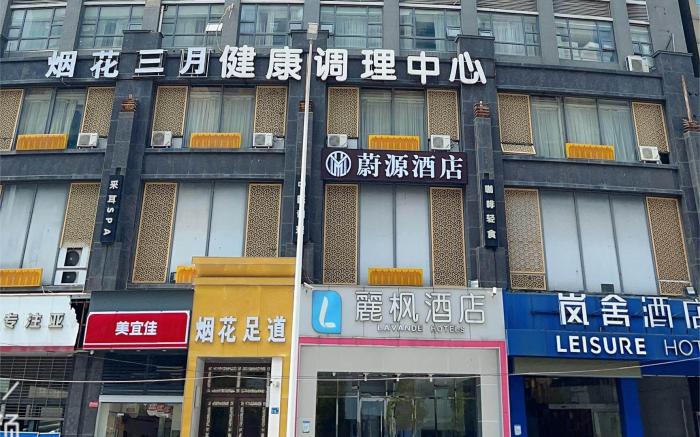 烟花三月健康调理中心
蔚源酒店
采耳SPA
咖啡轻食
专注亚
美宜佳
烟花足道
麗枫酒店
LAVANDE HOTELS
岚舍酒店
LEISURE HOT